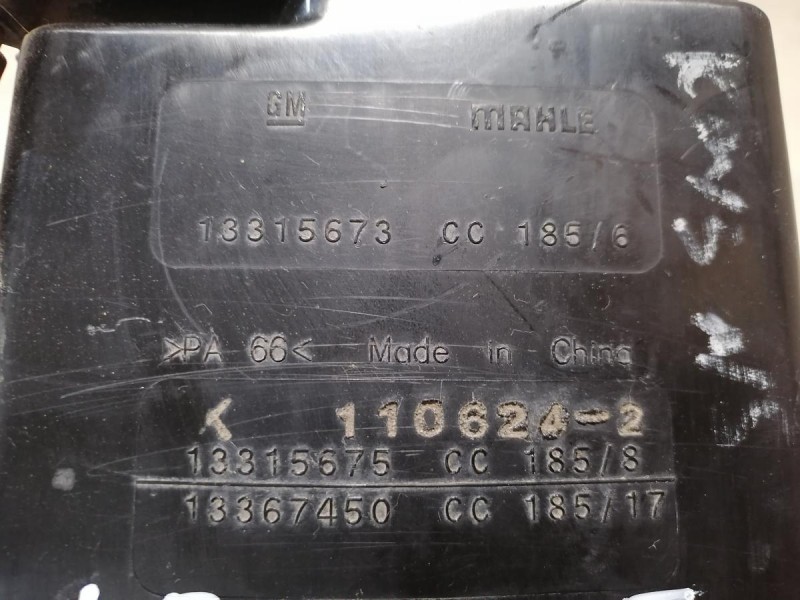 GM MAHLE
13315673 CC 185/6
>PA 66< Made in China
K 110624-2
13315675 CC 185/8
13367450 CC 185/17